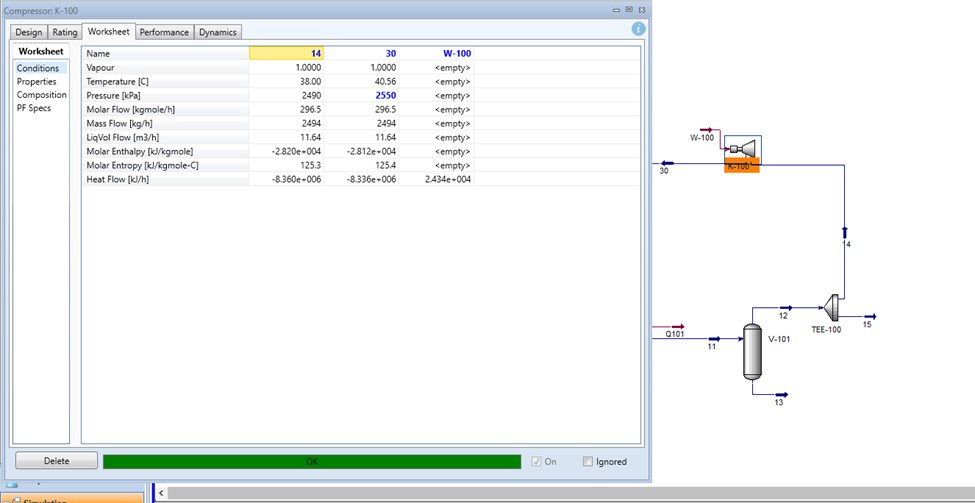 Compressor: K-100
Design Rating Worksheet Performance Dynamics
Worksheet
Conditions
Properties
Composition
PF Specs
Name 14 30 W-100
Vapour 1.0000 1.0000 <empty>
Temperature [C] 38.00 40.56 <empty>
Pressure [kPa] 2490 2550 <empty>
Molar Flow [kgmole/h] 296.5 296.5 <empty>
Mass Flow [kg/h] 2494 2494 <empty>
LiqVol Flow [m3/h] 11.64 11.64 <empty>
Molar Enthalpy [kJ/kgmole] -2.820e+004 -2.812e+004 <empty>
Molar Entropy [kJ/kgmole-C] 125.3 125.4 <empty>
Heat Flow [kJ/h] -8.360e+006 -8.336e+006 2.434e+004
Delete
OK
On
Ignored
W-100
K-100
30
14
12
TEE-100
15
Q101
11
V-101
13
Simulation